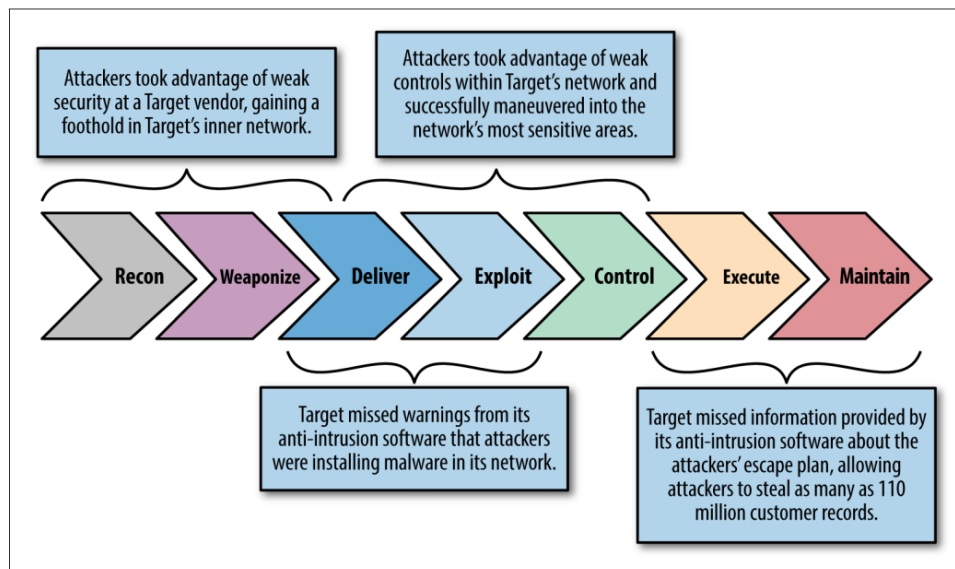 Attackers took advantage of weak
security at a Target vendor, gaining a
foothold in Target's inner network.
Attackers took advantage of weak
controls within Target's network and
successfully maneuvered into the
network's most sensitive areas.
Recon
Weaponize
Deliver
Exploit
Control
Execute
Maintain
Target missed warnings from its
anti-intrusion software that attackers
were installing malware in its network.
Target missed information provided by
its anti-intrusion software about the
attackers' escape plan, allowing
attackers to steal as many as 110
million customer records.